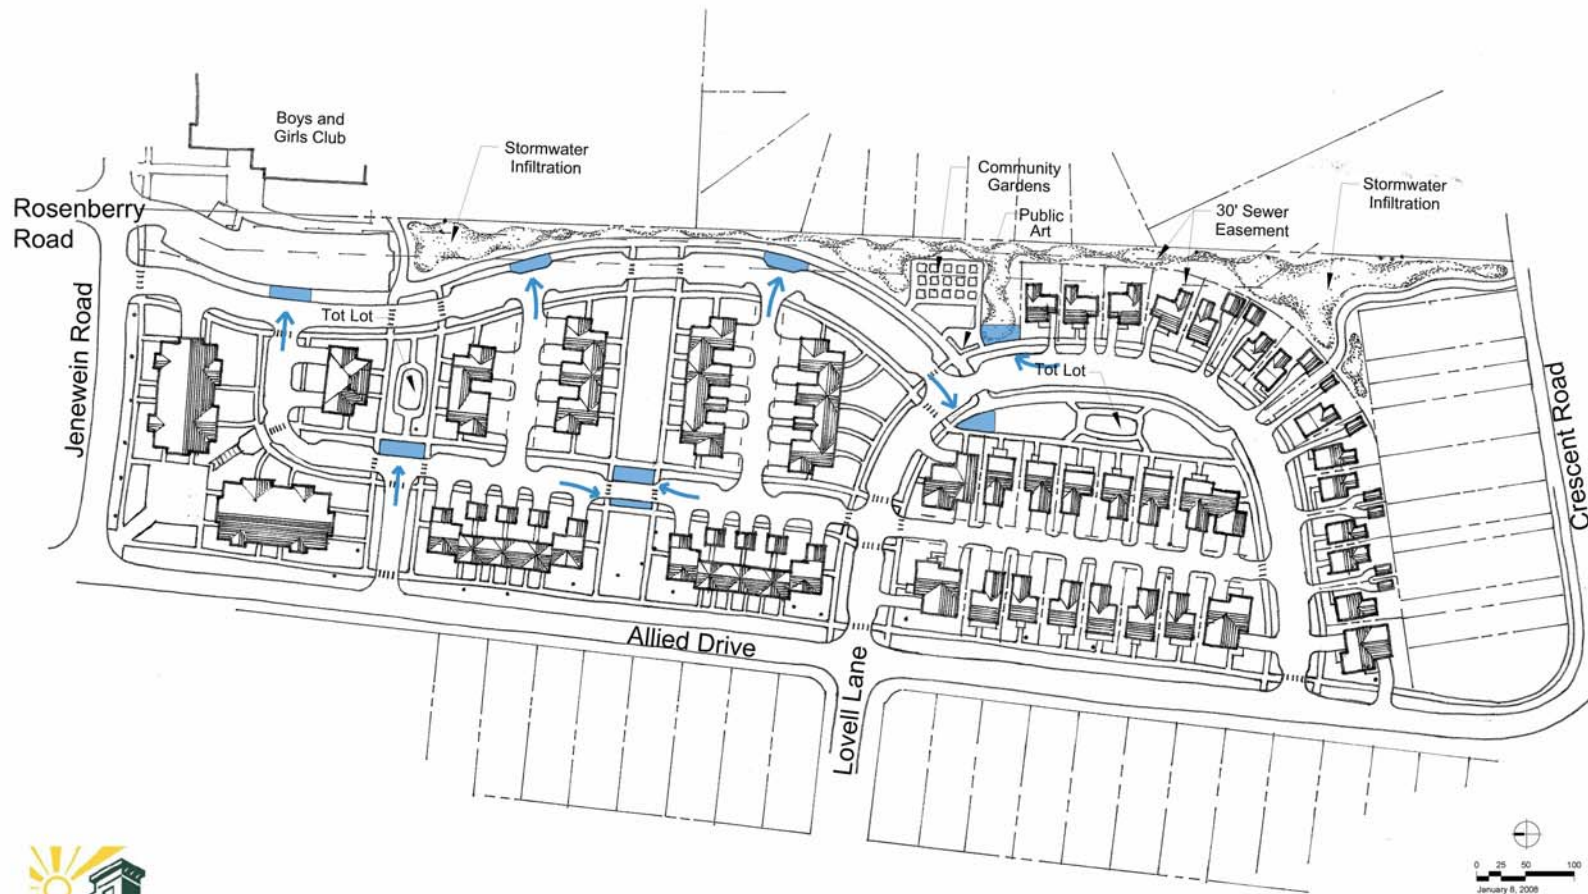 Boys and
Girls Club
Stormwater
Infiltration
Community
Gardens
Public
Art
30' Sewer
Easement
Stormwater
Infiltration
Rosenberry
Road
Tot Lot
Tot Lot
Jenewein Road
Crescent Road
Allied Drive
Lovell Lane
0 25 50 100
January 8, 2008